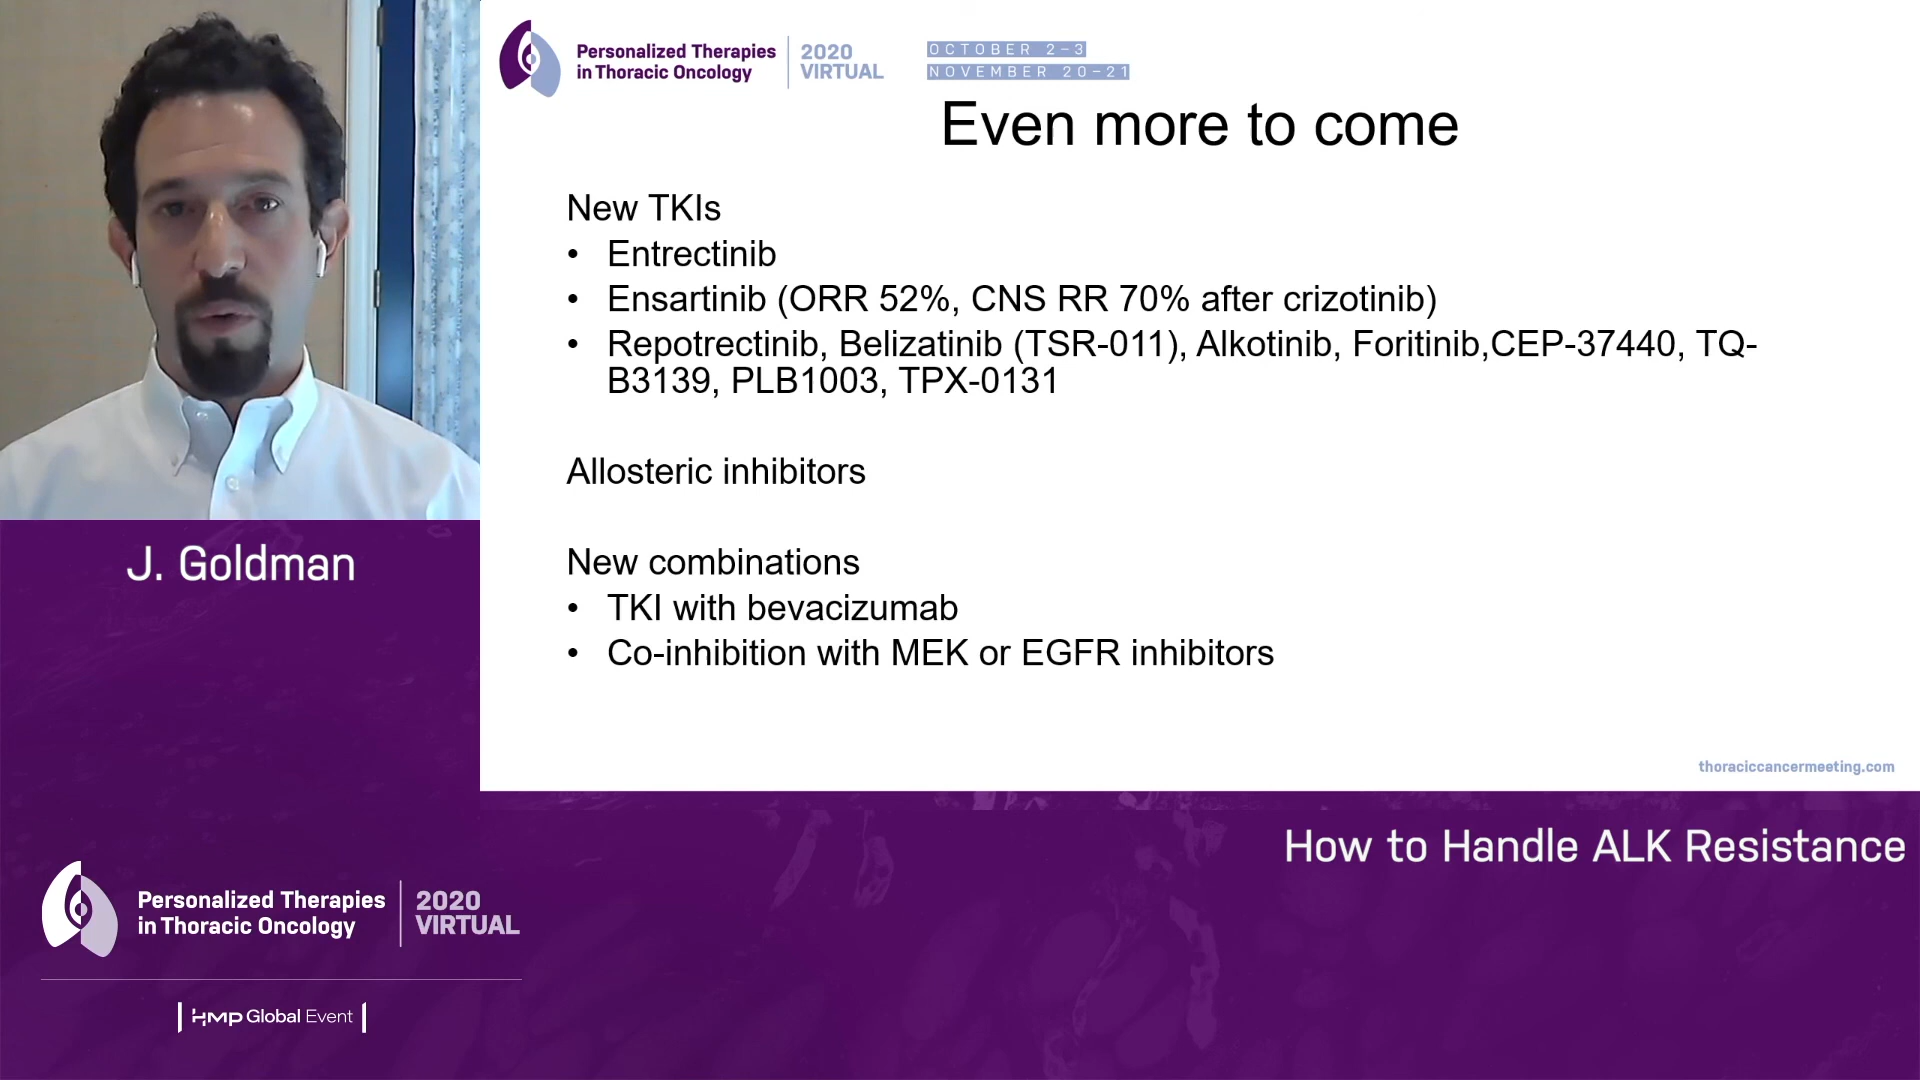 Personalized Therapies
in Thoracic Oncology
2020
VIRTUAL
OCTOBER 2–3
NOVEMBER 20–21
Even more to come
New TKIs
• Entrectinib
• Ensartinib (ORR 52%, CNS RR 70% after crizotinib)
• Repotrectinib, Belizatinib (TSR-011), Alkotinib, Foritinib,CEP-37440, TQ-
B3139, PLB1003, TPX-0131
Allosteric inhibitors
New combinations
• TKI with bevacizumab
• Co-inhibition with MEK or EGFR inhibitors
thoraciccancermeeting.com
J. Goldman
How to Handle ALK Resistance
Personalized Therapies
in Thoracic Oncology
2020
VIRTUAL
HMP Global Event